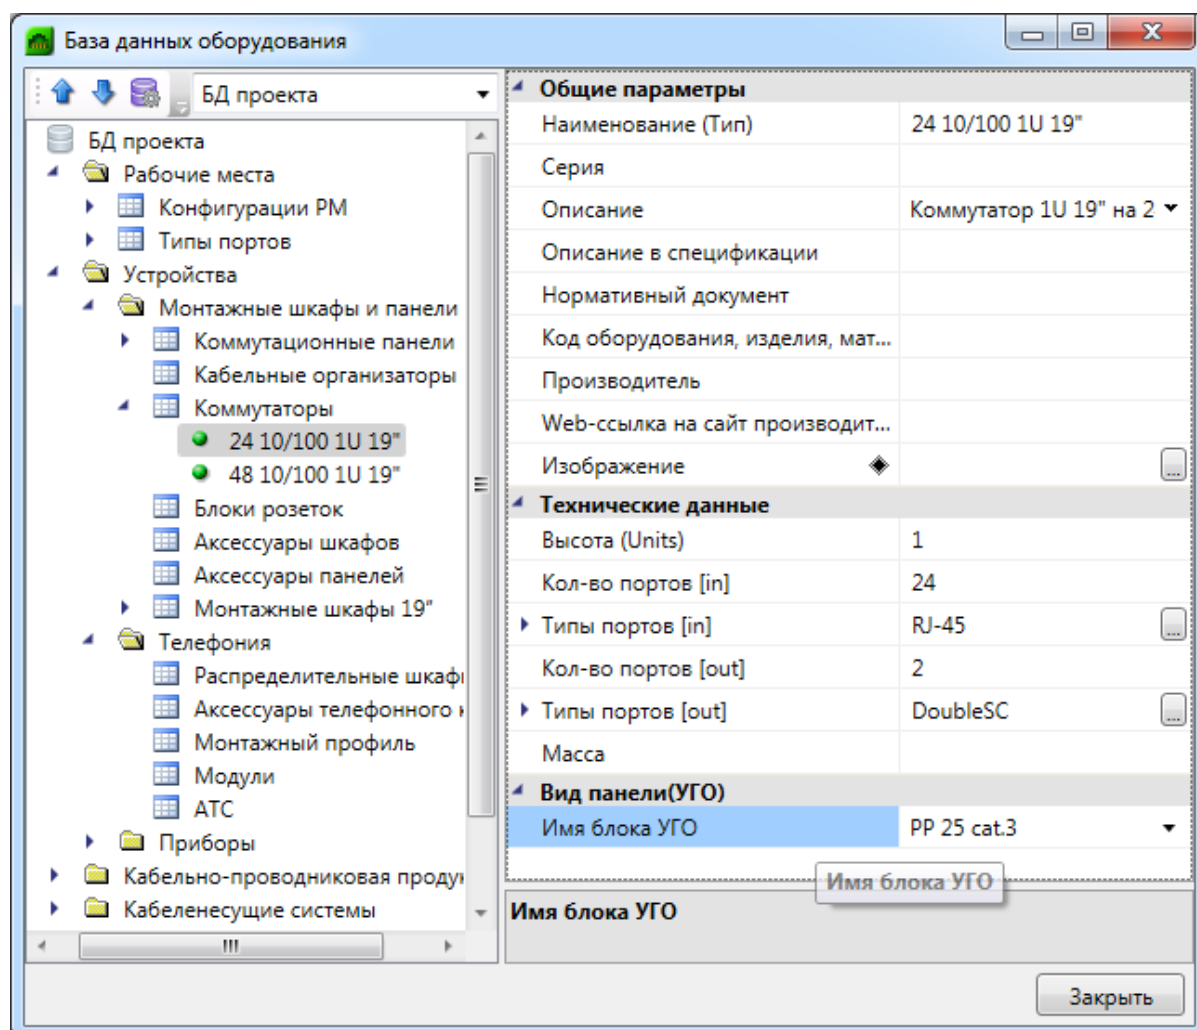 База данных оборудования
БД проекта
БД проекта
Рабочие места
Конфигурации РМ
Типы портов
Устройства
Монтажные шкафы и панели
Коммутационные панели
Кабельные организаторы
Коммутаторы
24 10/100 1U 19"
48 10/100 1U 19"
Блоки розеток
Аксессуары шкафов
Аксессуары панелей
Монтажные шкафы 19"
Телефония
Распределительные шкафы
Аксессуары телефонного к
Монтажный профиль
Модули
АТС
Приборы
Кабельно-проводниковая продук
Кабеленесущие системы
Общие параметры
Наименование (Тип) 24 10/100 1U 19"
Серия
Описание Коммутатор 1U 19" на 2
Описание в спецификации
Нормативный документ
Код оборудования, изделия, мат...
Производитель
Web-ссылка на сайт производит...
Изображение ...
Технические данные
Высота (Units) 1
Кол-во портов [in] 24
Типы портов [in] RJ-45 ...
Кол-во портов [out] 2
Типы портов [out] DoubleSC ...
Масса
Вид панели(УГО)
Имя блока УГО PP 25 cat.3
Имя блока УГО
Имя блока УГО
Закрыть